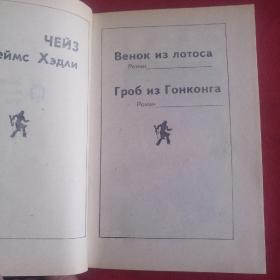 ЧЕЙЗ
еймс Хэдли
Венок из лотоса
Роман
Гроб из Гонконга
Роман